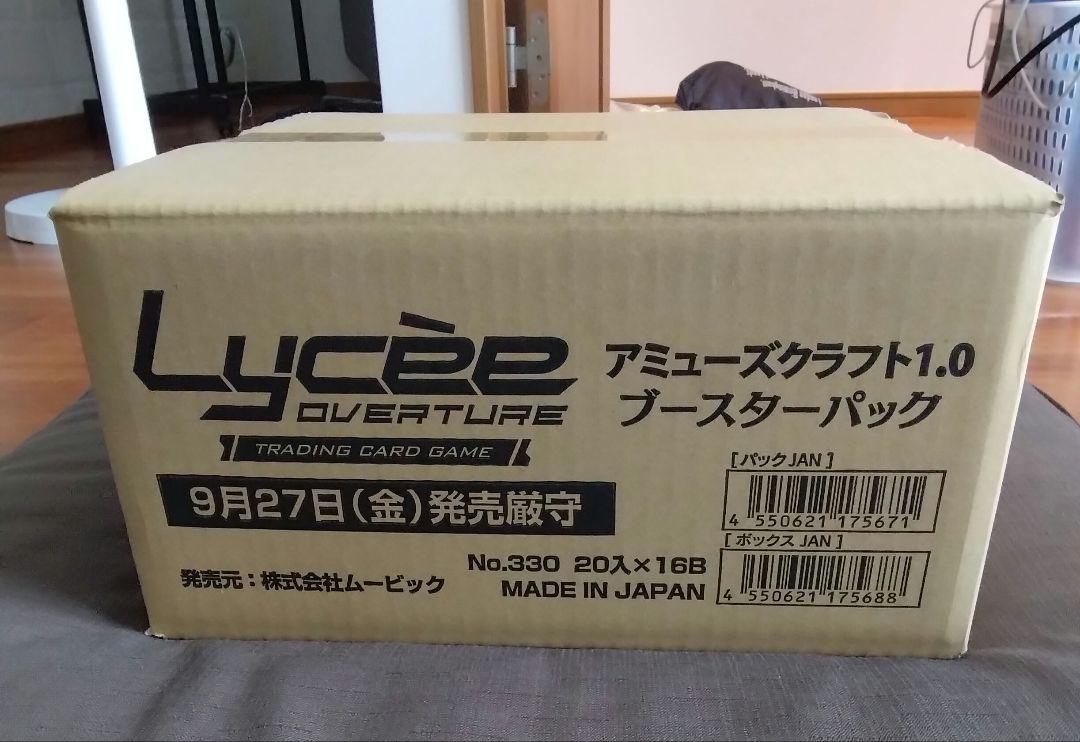 Lycèe
OVERTURE
TRADING CARD GAME
アミューズクラフト1.0
ブースターパック
9月27日(金)発売厳守
[パックJAN]
4 550621 175671
[ボックスJAN]
4 550621 175688
No.330 20入×16B
発売元:株式会社ムービック
MADE IN JAPAN